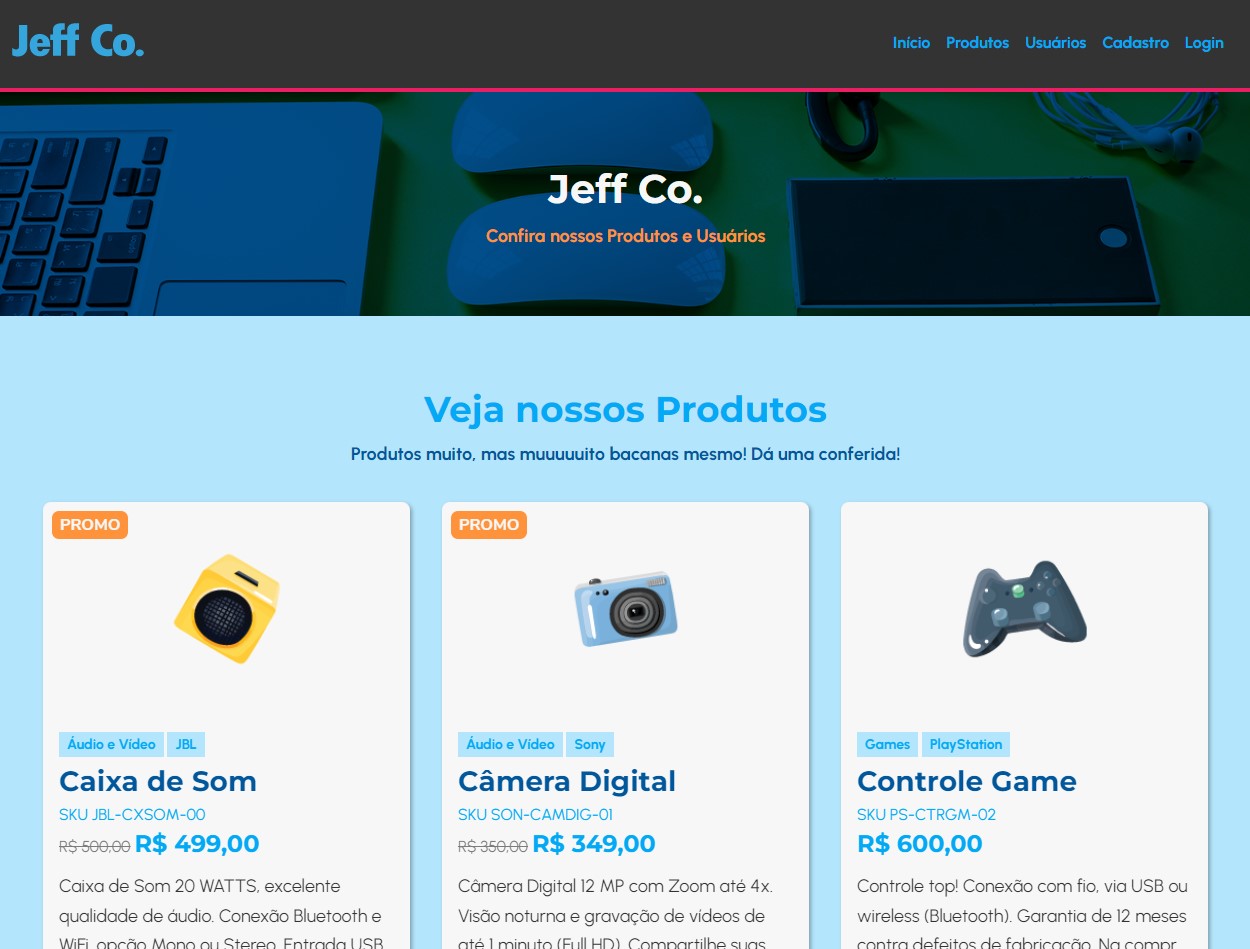 Jeff Co.
Início Produtos Usuários Cadastro Login
Jeff Co.
Confira nossos Produtos e Usuários
Veja nossos Produtos
Produtos muito, mas muuuuuito bacanas mesmo! Dá uma conferida!
PROMO
Áudio e Vídeo JBL
Caixa de Som
SKU JBL-CXSOM-00
R$ 500,00 R$ 499,00
Caixa de Som 20 WATTS, excelente
qualidade de áudio. Conexão Bluetooth e
WiFi, opção Mono ou Stereo. Entrada USB
PROMO
Áudio e Vídeo Sony
Câmera Digital
SKU SON-CAMDIG-01
R$ 350,00 R$ 349,00
Câmera Digital 12 MP com Zoom até 4x.
Visão noturna e gravação de vídeos de
até 1 minuto (Full HD). Compartilhe suas
Games PlayStation
Controle Game
SKU PS-CTRGM-02
R$ 600,00
Controle top! Conexão com fio, via USB ou
wireless (Bluetooth). Garantia de 12 meses
contra defeitos de fabricação. Na compr